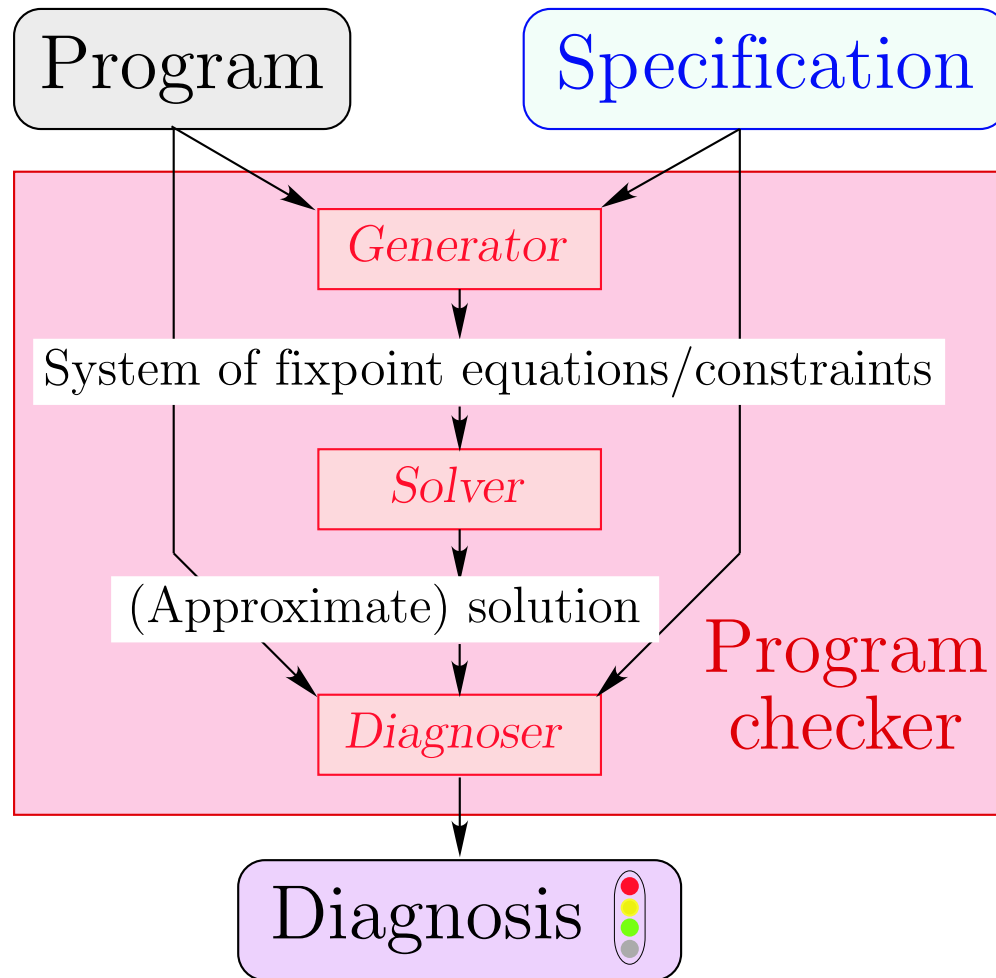 Program
Specification
Generator
System of fixpoint equations/constraints
Solver
(Approximate) solution
Program
checker
Diagnoser
Diagnosis